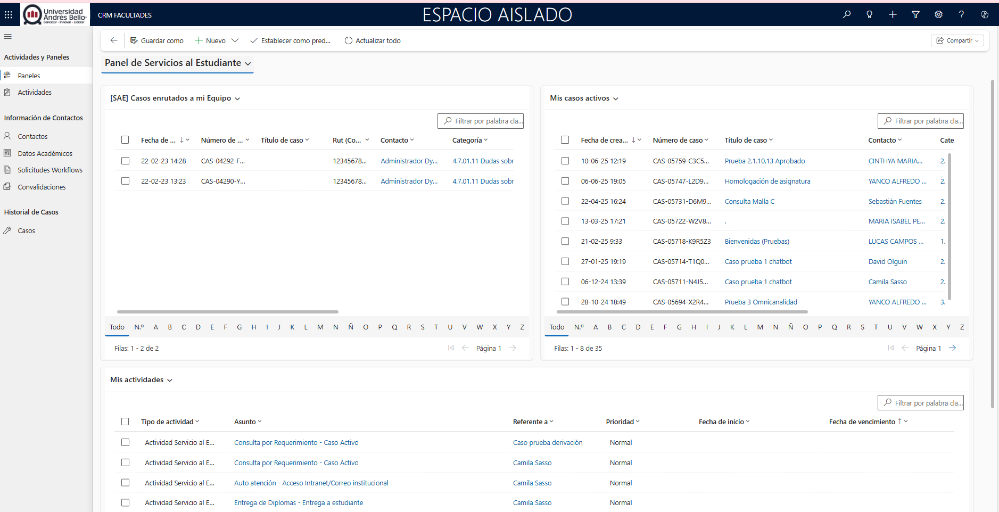 Universidad
Andrés Bello
Conectar · Innovar · Liderar
CRM FACULTADES
ESPACIO AISLADO
Guardar como
Nuevo
Establecer como pred...
Actualizar todo
Compartir
Actividades y Paneles
Paneles
Actividades
Información de Contactos
Contactos
Datos Académicos
Solicitudes Workflows
Convalidaciones
Historial de Casos
Casos
Panel de Servicios al Estudiante
[SAE] Casos enrutados a mi Equipo
Filtrar por palabra cla...
Fecha de ... Número de ... Título de caso Rut (Co... Contacto Categoría
22-02-23 14:28 CAS-04292-F... 12345678... Administrador Dy... 4.7.01.11 Dudas sobr
22-02-23 13:23 CAS-04290-Y... 12345678... Administrador Dy... 4.7.01.11 Dudas sobr
Todo N.º A B C D E F G H I J K L M N Ñ O P Q R S T U V W X Y Z
Filas: 1 - 2 de 2 Página 1
Mis casos activos
Filtrar por palabra cla...
Fecha de crea... Número de caso Título de caso Contacto Cate
10-06-25 12:19 CAS-05759-C3C5... Prueba 2.1.10.13 Aprobado CINTHYA MARIA... 2.
06-06-25 19:05 CAS-05747-L2D9... Homologación de asignatura YANCO ALFREDO ... 2.
22-04-25 16:24 CAS-05731-D6M9... Consulta Malla C Sebastián Fuentes 2.
13-03-25 17:21 CAS-05722-W2V8... . MARIA ISABEL PE... 2.
21-02-25 9:33 CAS-05718-K9R5Z3 Bienvenidas (Pruebas) LUCAS CAMPOS ... 1.
27-01-25 19:19 CAS-05714-T1Q0... Caso prueba 1 chatbot David Olguín 2.
06-12-24 13:39 CAS-05711-N4J5... Caso prueba 1 chatbot Camila Sasso 2.
28-10-24 18:49 CAS-05694-X2R4... Prueba 3 Omnicanalidad YANCO ALFREDO ... 3.
Todo N.º A B C D E F G H I J K L M N Ñ O P Q R S T U V W X Y Z
Filas: 1 - 8 de 35 Página 1
Mis actividades
Filtrar por palabra cla...
Tipo de actividad Asunto Referente a Prioridad Fecha de inicio Fecha de vencimiento
Actividad Servicio al E... Consulta por Requerimiento - Caso Activo Caso prueba derivación Normal
Actividad Servicio al E... Consulta por Requerimiento - Caso Activo Camila Sasso Normal
Actividad Servicio al E... Auto atención - Acceso Intranet/Correo institucional Camila Sasso Normal
Actividad Servicio al E... Entrega de Diplomas - Entrega a estudiante Camila Sasso Normal